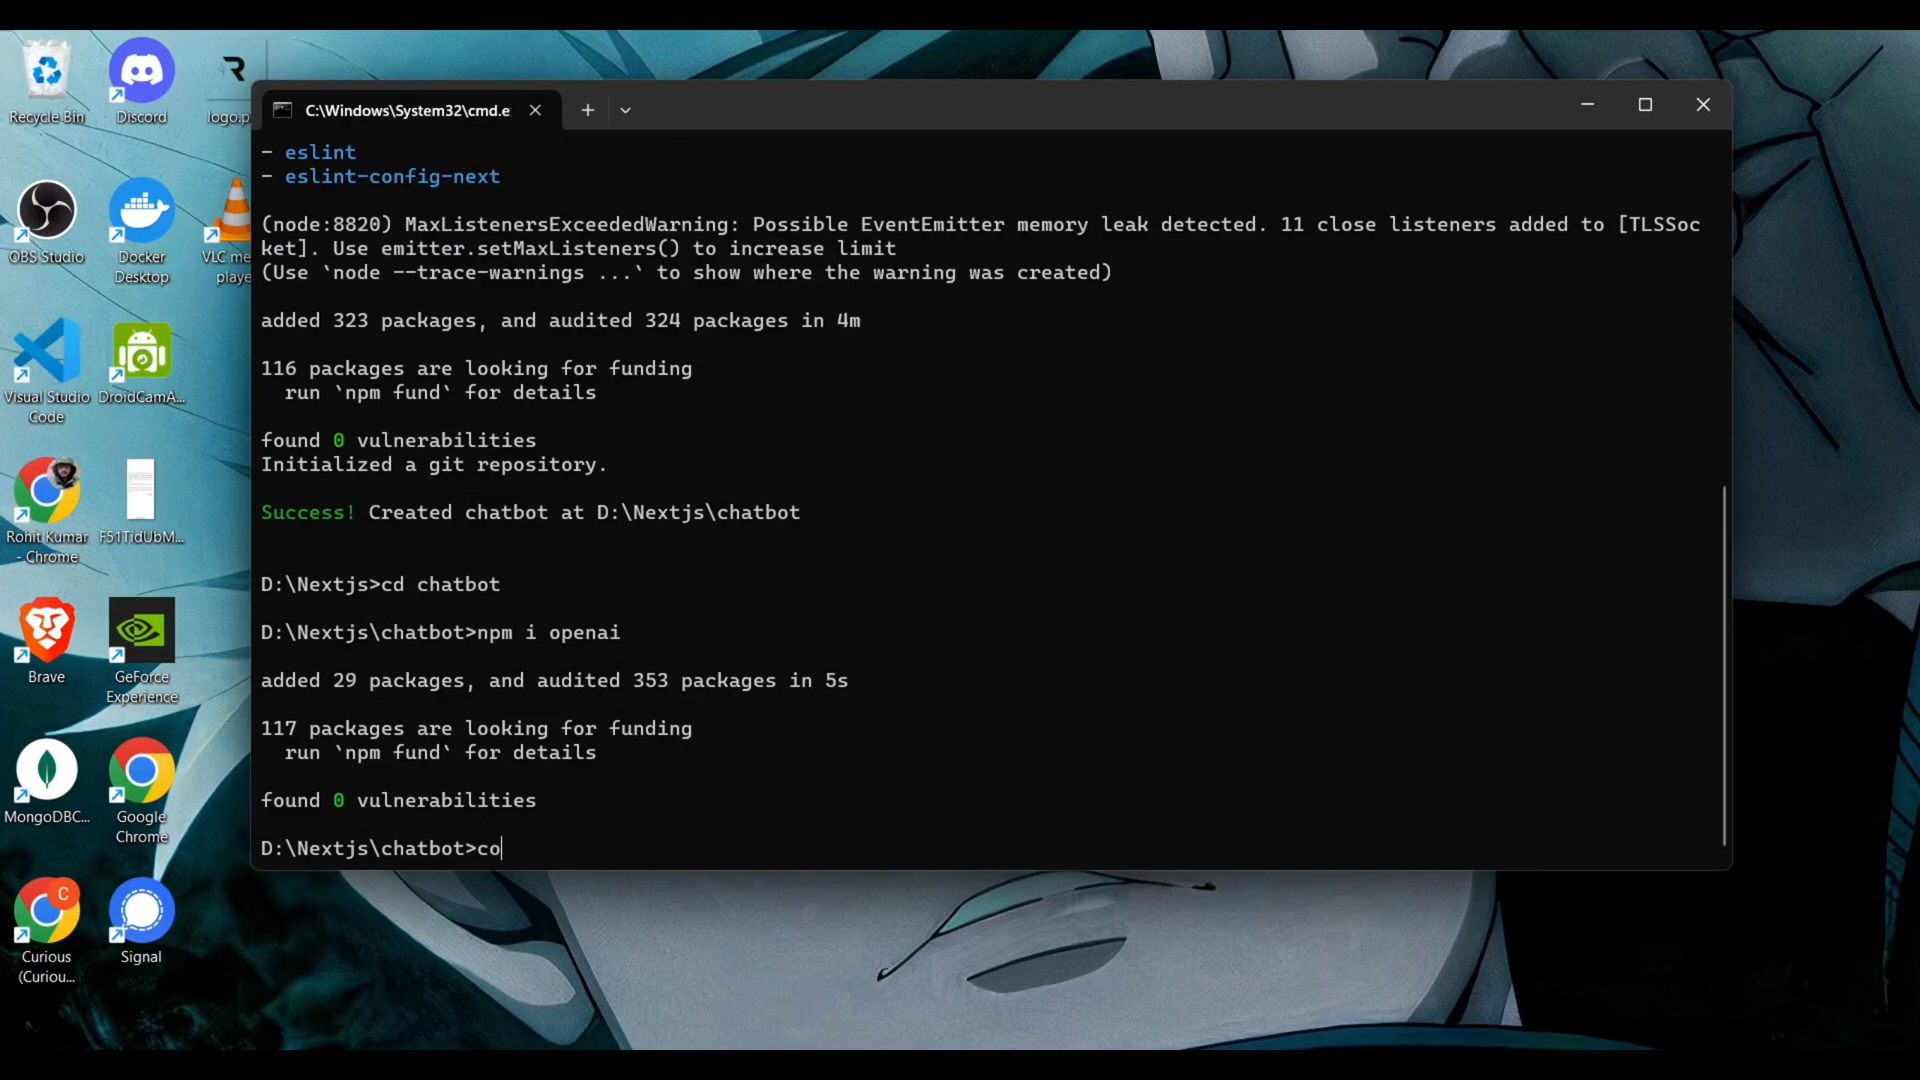 Recycle Bin
Discord
logo.p
OBS Studio
Docker
Desktop
VLC me
playe
Visual Studio
Code
DroidCamA...
Rohit Kumar
- Chrome
F51TidUbM...
Brave
GeForce
Experience
MongoDBC...
Google
Chrome
C
Curious
(Curiou...
Signal
C:\Windows\System32\cmd.e
- eslint
- eslint-config-next
(node:8820) MaxListenersExceededWarning: Possible EventEmitter memory leak detected. 11 close listeners added to [TLSSoc
ket]. Use emitter.setMaxListeners() to increase limit
(Use `node --trace-warnings ...` to show where the warning was created)
added 323 packages, and audited 324 packages in 4m
116 packages are looking for funding
run `npm fund` for details
found 0 vulnerabilities
Initialized a git repository.
Success! Created chatbot at D:\Nextjs\chatbot
D:\Nextjs>cd chatbot
D:\Nextjs\chatbot>npm i openai
added 29 packages, and audited 353 packages in 5s
117 packages are looking for funding
run `npm fund` for details
found 0 vulnerabilities
D:\Nextjs\chatbot>co